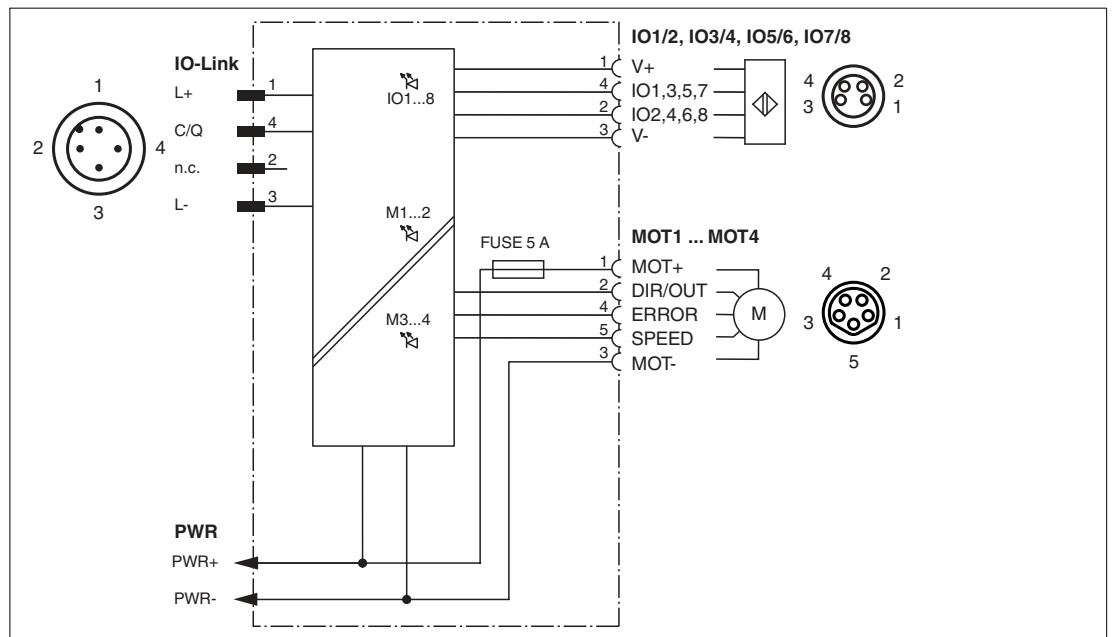 IO-Link
1
2
4
3
L+
1
C/Q
4
n.c.
2
L-
3
IO1...8
M1...2
M3...4
FUSE 5 A
IO1/2, IO3/4, IO5/6, IO7/8
1 V+
4 IO1,3,5,7
2 IO2,4,6,8
3 V-
4 2
3 1
MOT1 ... MOT4
1 MOT+
2 DIR/OUT
4 ERROR
5 SPEED
3 MOT-
M
4 2
3 1
5
PWR
PWR+
PWR-